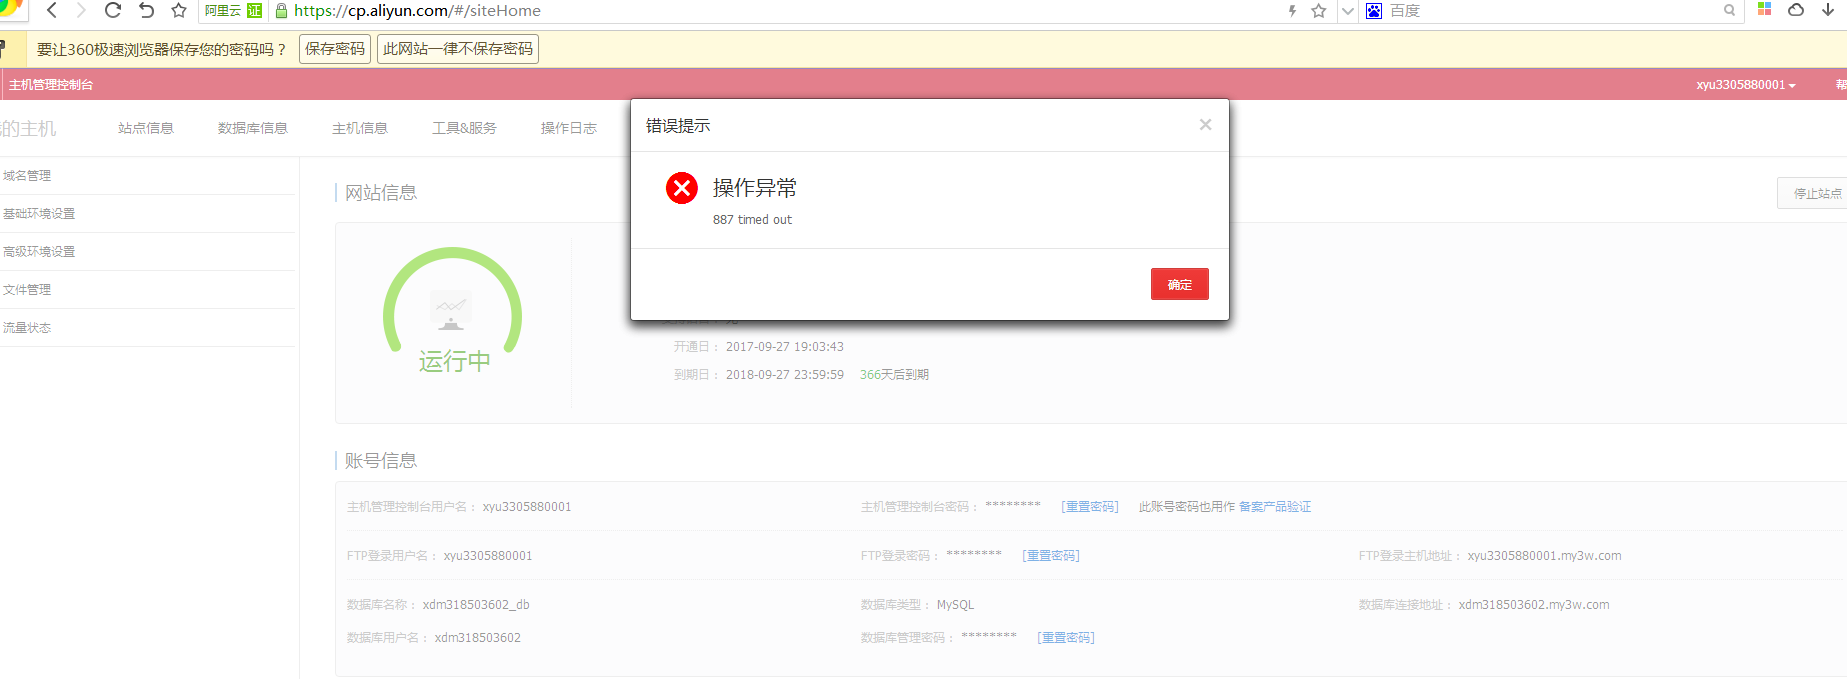 阿里云 证 https://cp.aliyun.com/#/siteHome 百度
要让360极速浏览器保存您的密码吗？ 保存密码 此网站一律不保存密码
主机管理控制台 xyu3305880001
的主机 站点信息 数据库信息 主机信息 工具&服务 操作日志
错误提示
操作异常
887 timed out
确定
域名管理
基础环境设置
高级环境设置
文件管理
流量状态
网站信息 停止站点
运行中
开通日： 2017-09-27 19:03:43
到期日： 2018-09-27 23:59:59 366天后到期
账号信息
主机管理控制台用户名： xyu3305880001 主机管理控制台密码： ******** [重置密码] 此账号密码也用作 备案产品验证
FTP登录用户名： xyu3305880001 FTP登录密码： ******** [重置密码] FTP登录主机地址： xyu3305880001.my3w.com
数据库名称： xdm318503602_db 数据库类型： MySQL 数据库连接地址： xdm318503602.my3w.com
数据库用户名： xdm318503602 数据库管理密码： ******** [重置密码]